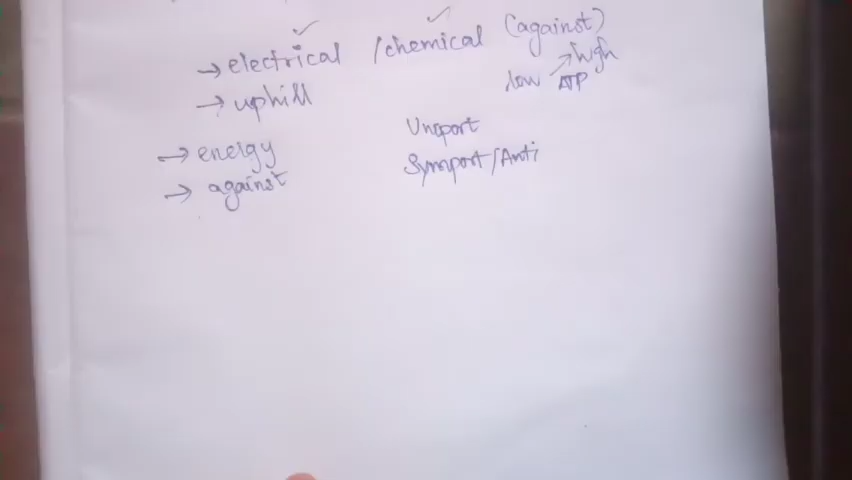 → electrical /chemical (against)
→ uphill low → high ATP
→ energy Uniport
→ against Symport/Anti